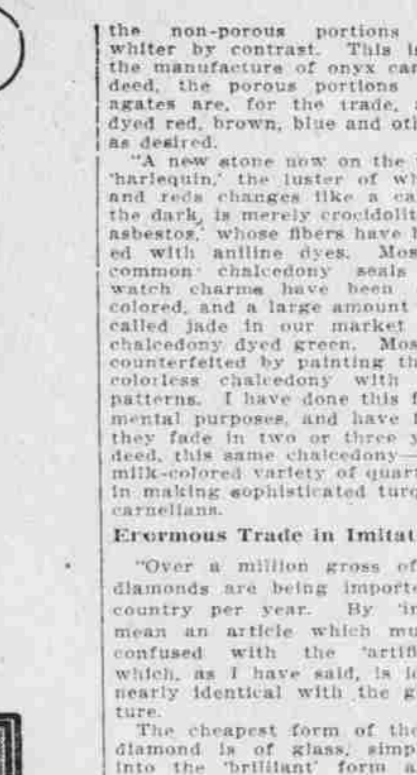 the non-porous portions
whiter by contrast. This i
the manufacture of onyx ca
deed, the porous portions
agates are, for the trade,
dyed red, brown, blue and oth
as desired.
"A new stone now on the
'harlequin,' the luster of wh
and reds changes like a ca
the dark, is merely crocidolit
asbestos,' whose fibers have b
ed with aniline dyes. Mos
common chalcedony seals
watch charms have been
colored, and a large amount
called jade in our market
chalcedony dyed green. Mos
counterfeited by painting th
colorless chalcedony with
patterns. I have done this f
mental purposes, and have f
they fade in two or three y
deed, this same chalcedony—
milk-colored variety of quart
in making sophisticated turq
carnelians.
Erormous Trade in Imitat
"Over a million gross of
diamonds are being importe
country per year. By 'im
mean an article which mu
confused with the 'artifi
which, as I have said, is id
nearly identical with the g
ture.
The cheapest form of the
diamond is of glass, simp
into the 'brilliant' form a